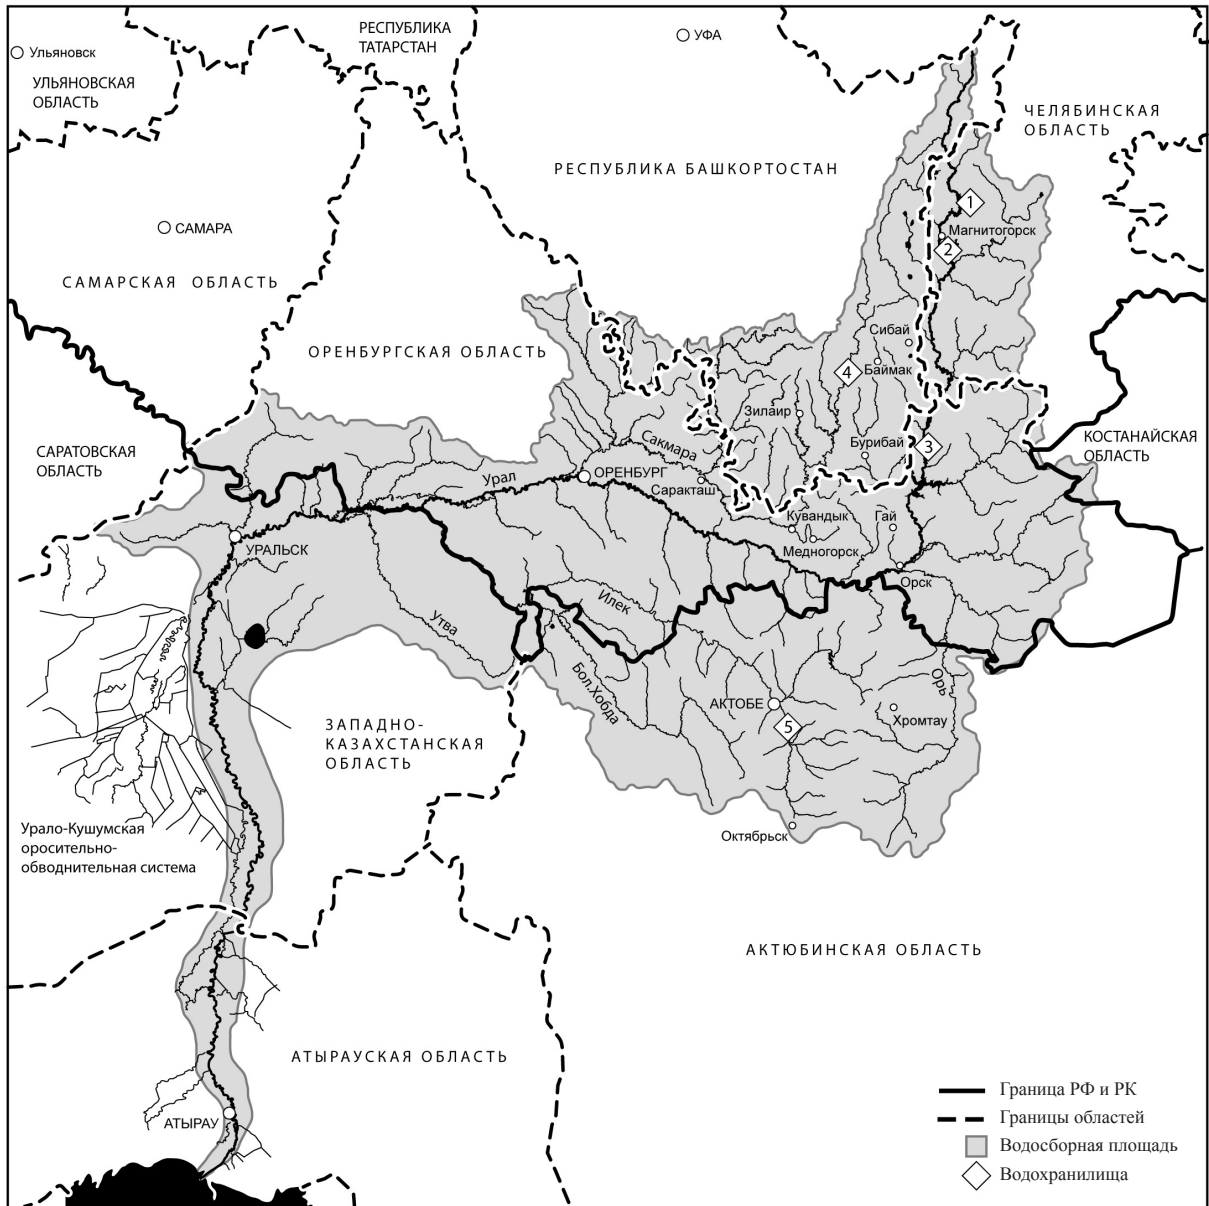 РЕСПУБЛИКА
ТАТАРСТАН
УФА
Ульяновск
УЛЬЯНОВСКАЯ
ОБЛАСТЬ
ЧЕЛЯБИНСКАЯ
ОБЛАСТЬ
РЕСПУБЛИКА БАШКОРТОСТАН
1
САМАРА
Магнитогорск
2
САМАРСКАЯ ОБЛАСТЬ
Сибай
ОРЕНБУРГСКАЯ ОБЛАСТЬ
4
Баймак
Зилаир
САРАТОВСКАЯ
ОБЛАСТЬ
Сакмара
Бурибай
3
КОСТАНАЙСКАЯ
ОБЛАСТЬ
Урал
ОРЕНБУРГ
Саракташ
Кувандык
Гай
Медногорск
УРАЛЬСК
Орск
Илек
Утва
Бол.Хобда
Орь
АКТОБЕ
5
Хромтау
ЗАПАДНО-
КАЗАХСТАНСКАЯ
ОБЛАСТЬ
Урало-Кушумская
оросительно-
обводнительная система
Октябрьск
АКТЮБИНСКАЯ ОБЛАСТЬ
АТЫРАУСКАЯ ОБЛАСТЬ
АТЫРАУ
Граница РФ и РК
Границы областей
Водосборная площадь
Водохранилища